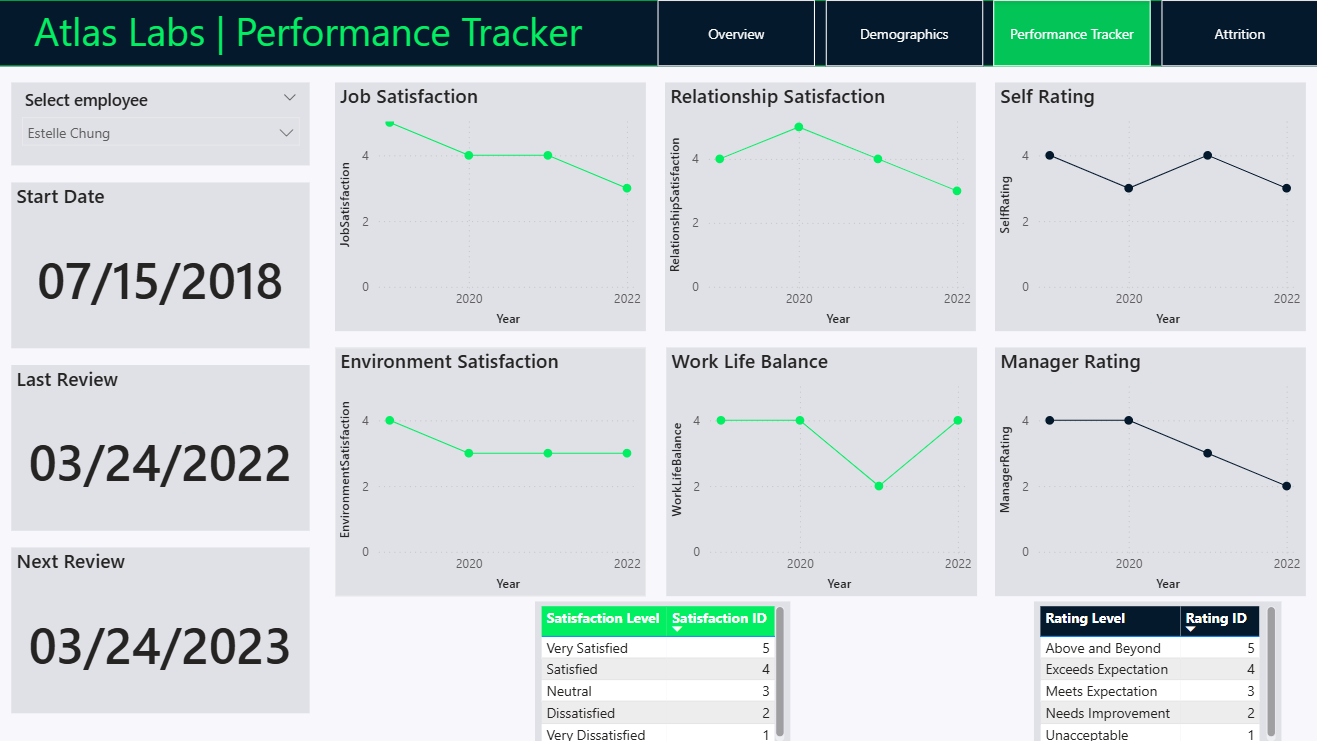 Atlas Labs | Performance Tracker
Overview
Demographics
Performance Tracker
Attrition
Select employee
Estelle Chung
Start Date
07/15/2018
Last Review
03/24/2022
Next Review
03/24/2023
Job Satisfaction
JobSatisfaction
4
2
0
2020 2022
Year
Relationship Satisfaction
RelationshipSatisfaction
4
2
0
2020 2022
Year
Self Rating
SelfRating
4
2
0
2020 2022
Year
Environment Satisfaction
EnvironmentSatisfaction
4
2
0
2020 2022
Year
Work Life Balance
WorkLifeBalance
4
2
0
2020 2022
Year
Manager Rating
ManagerRating
4
2
0
2020 2022
Year
Satisfaction Level Satisfaction ID
Very Satisfied 5
Satisfied 4
Neutral 3
Dissatisfied 2
Very Dissatisfied 1
Rating Level Rating ID
Above and Beyond 5
Exceeds Expectation 4
Meets Expectation 3
Needs Improvement 2
Unacceptable 1